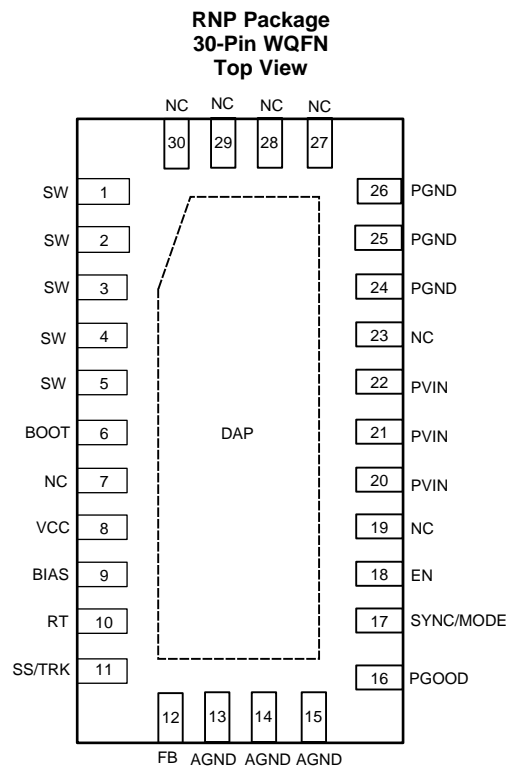 RNP Package
30-Pin WQFN
Top View
NC NC NC NC
30 29 28 27
SW 1 26 PGND
SW 2 25 PGND
SW 3 24 PGND
SW 4 23 NC
SW 5 22 PVIN
BOOT 6 DAP 21 PVIN
NC 7 20 PVIN
VCC 8 19 NC
BIAS 9 18 EN
RT 10 17 SYNC/MODE
SS/TRK 11 16 PGOOD
12 13 14 15
FB AGND AGND AGND